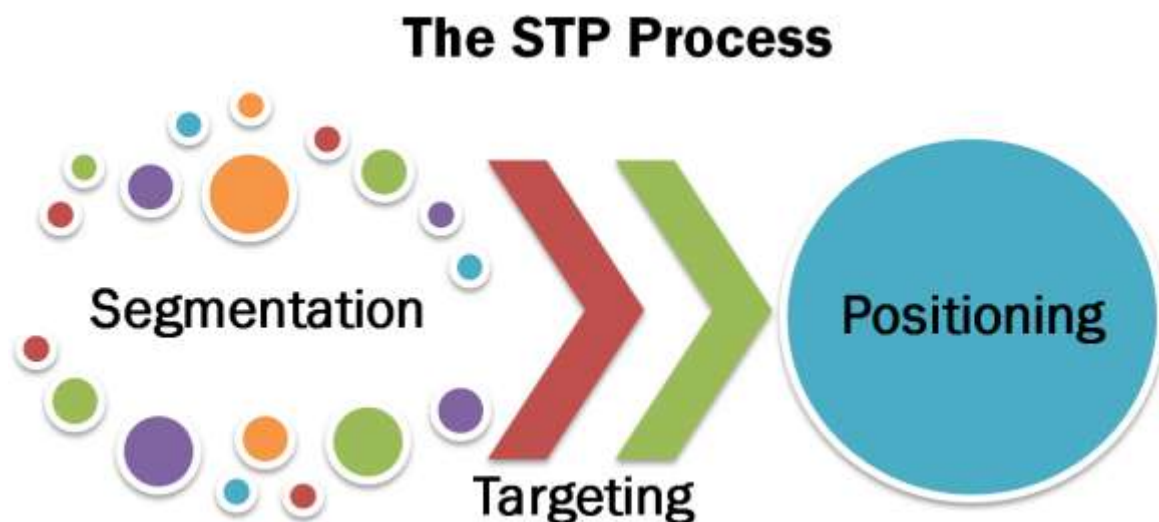 The STP Process
Segmentation
Targeting
Positioning